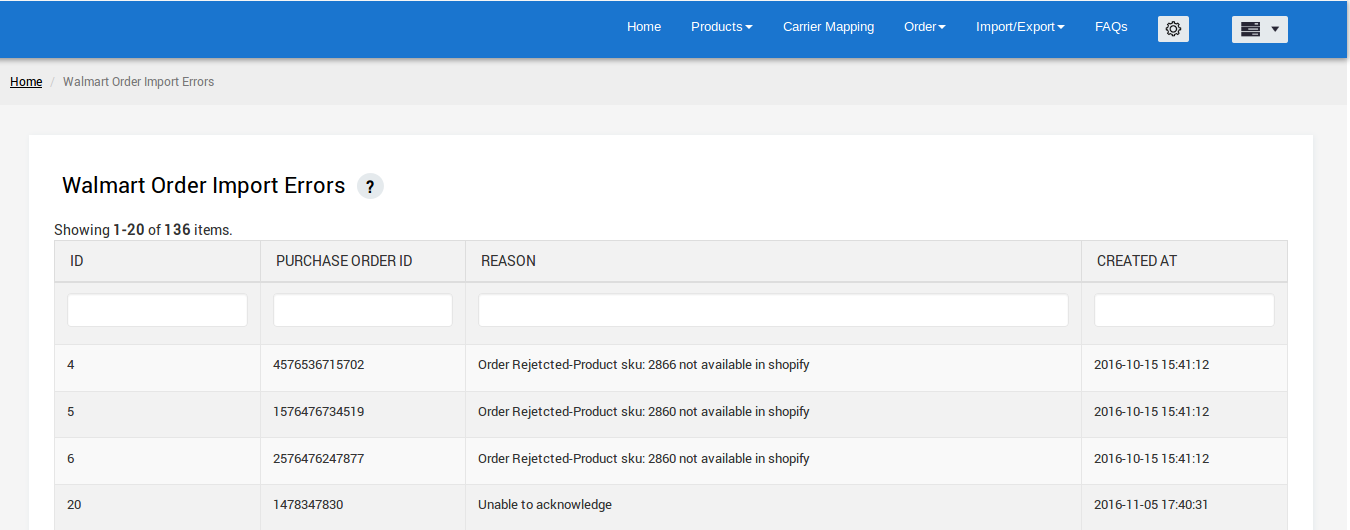 Home Products Carrier Mapping Order Import/Export FAQs
Home / Walmart Order Import Errors
Walmart Order Import Errors ?
Showing 1-20 of 136 items.
ID PURCHASE ORDER ID REASON CREATED AT
4 4576536715702 Order Rejetcted-Product sku: 2866 not available in shopify 2016-10-15 15:41:12
5 1576476734519 Order Rejetcted-Product sku: 2860 not available in shopify 2016-10-15 15:41:12
6 2576476247877 Order Rejetcted-Product sku: 2860 not available in shopify 2016-10-15 15:41:12
20 1478347830 Unable to acknowledge 2016-11-05 17:40:31